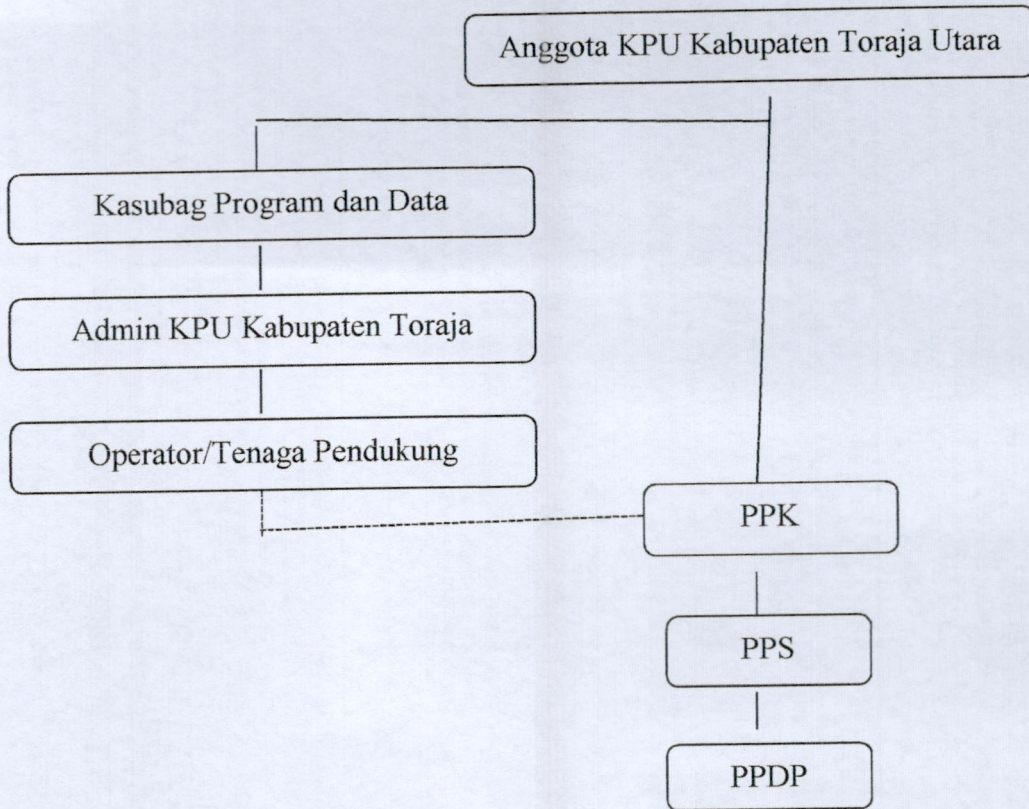 Anggota KPU Kabupaten Toraja Utara
Kasubag Program dan Data
Admin KPU Kabupaten Toraja
Operator/Tenaga Pendukung
PPK
PPS
PPDP